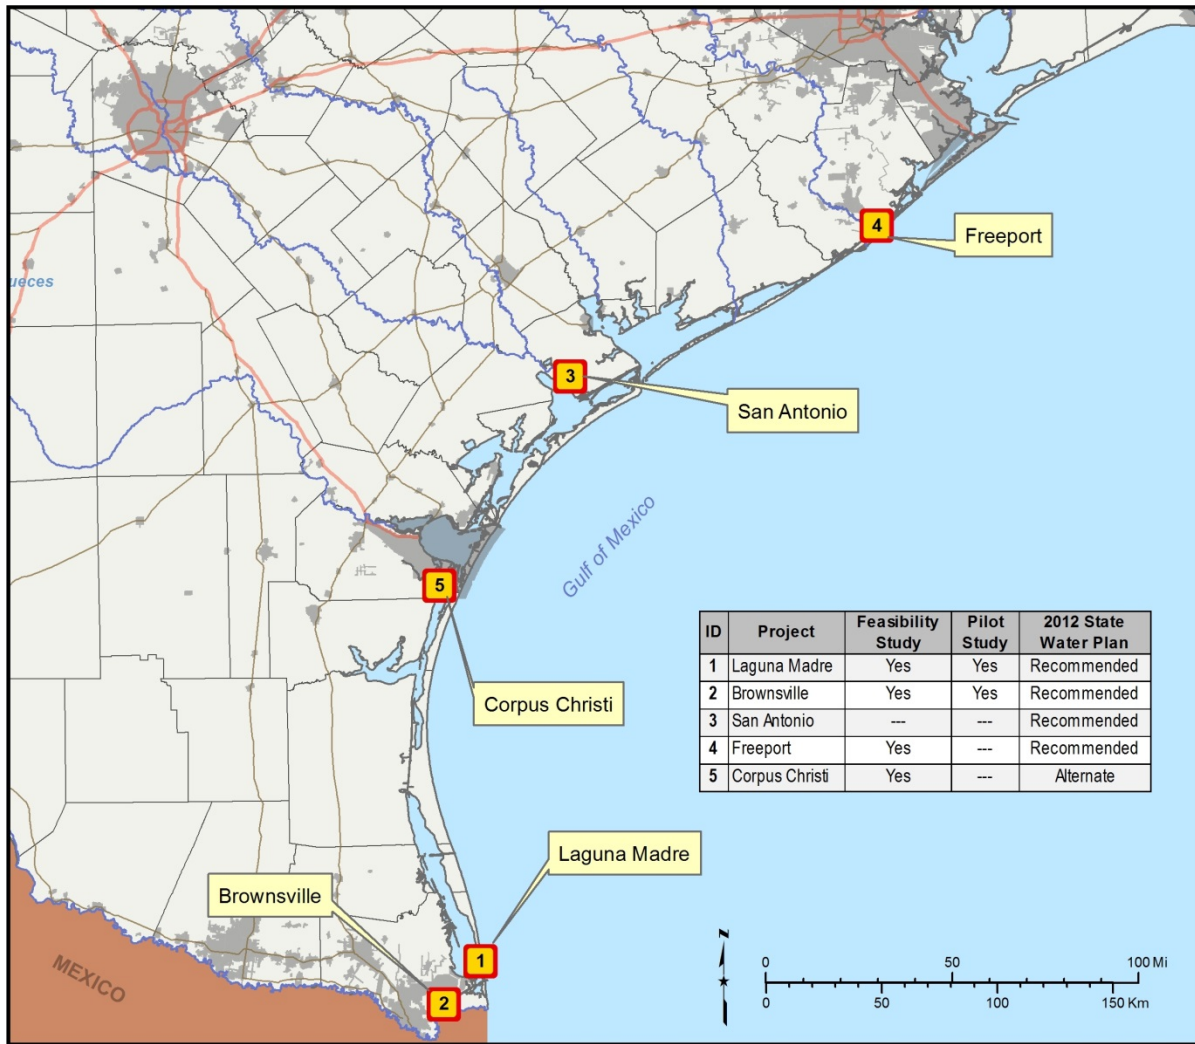 4
Freeport
ueces
3
San Antonio
Gulf of Mexico
5
Corpus Christi
ID Project Feasibility Study Pilot Study 2012 State Water Plan
1 Laguna Madre Yes Yes Recommended
2 Brownsville Yes Yes Recommended
3 San Antonio --- --- Recommended
4 Freeport Yes --- Recommended
5 Corpus Christi Yes --- Alternate
Laguna Madre
Brownsville
1
2
MEXICO
N
0 50 100 Mi
0 50 100 150 Km